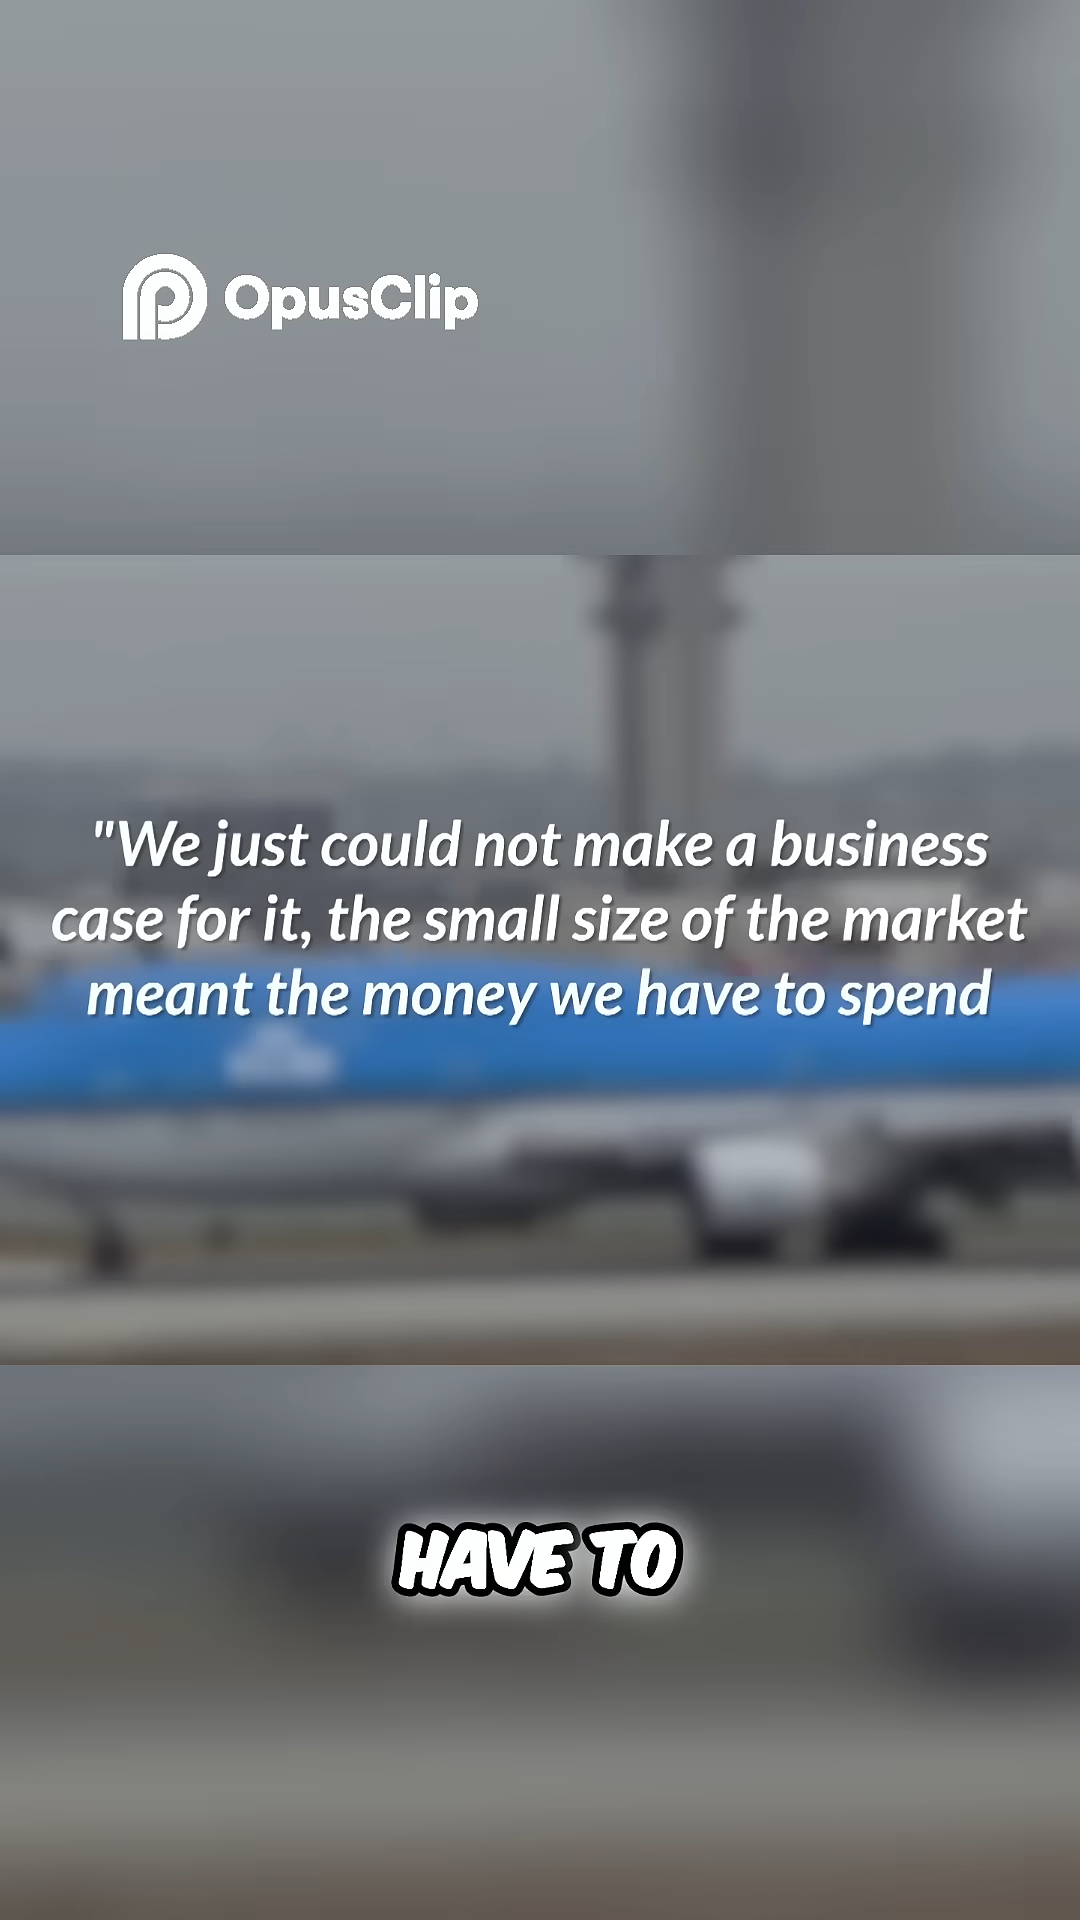 OpusClip
"We just could not make a business
case for it, the small size of the market
meant the money we have to spend
HAVE TO